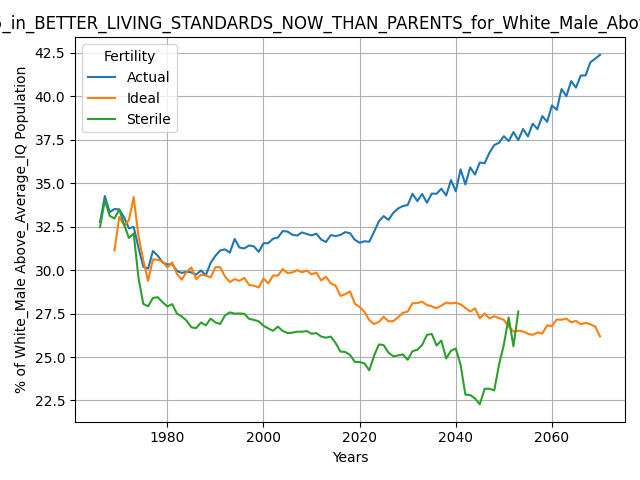 _in_BETTER_LIVING_STANDARDS_NOW_THAN_PARENTS_for_White_Male_Abov
42.5
40.0
37.5
35.0
32.5
30.0
27.5
25.0
22.5
% of White_Male Above_Average_IQ Population
Fertility
Actual
Ideal
Sterile
1980
2000
2020
2040
2060
Years